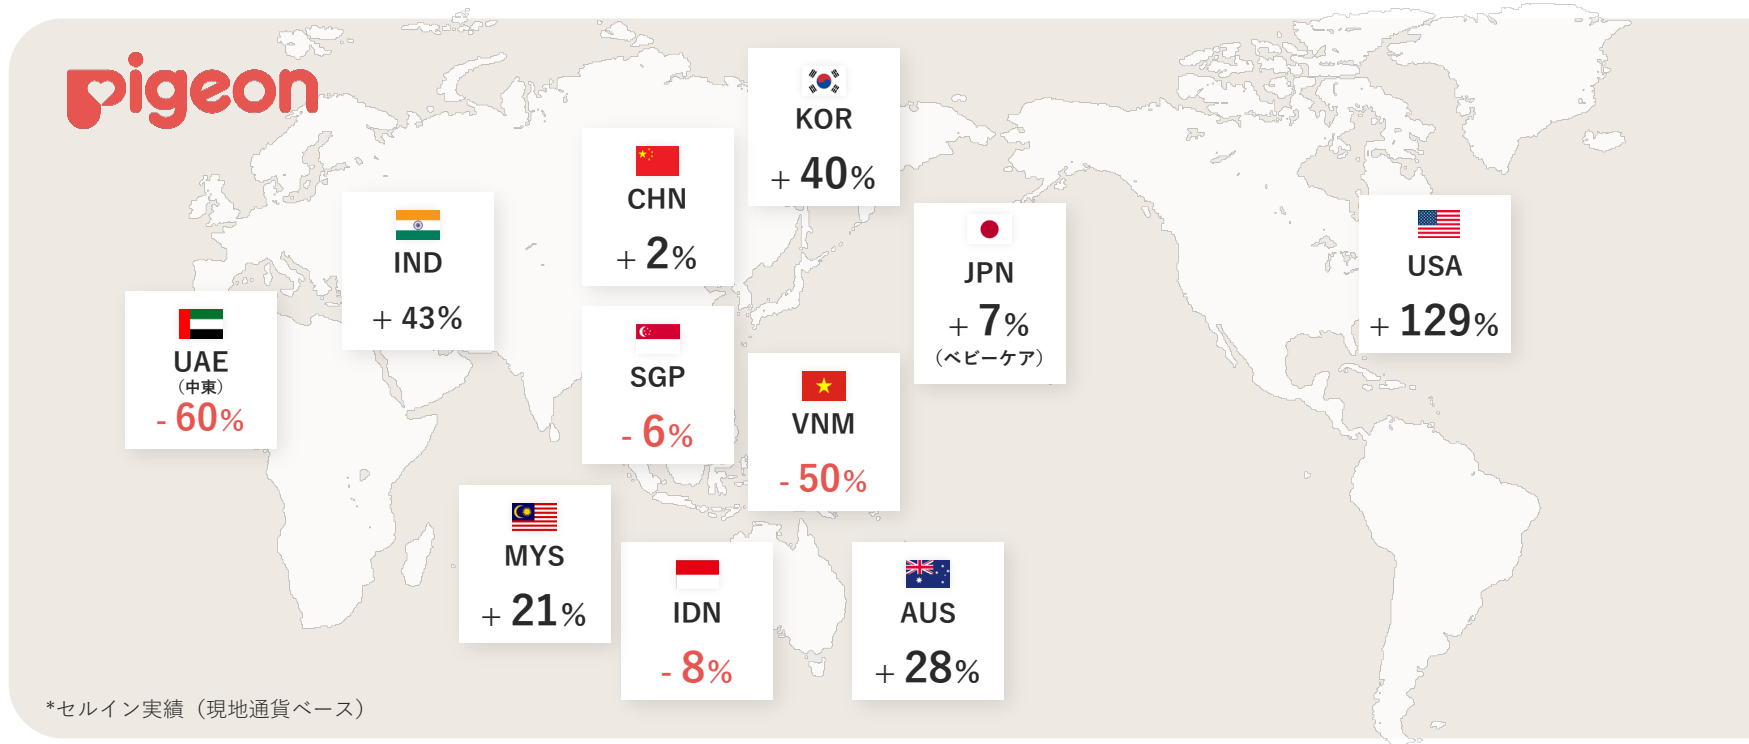 pigeon
KOR
+ 40%
CHN
+ 2%
IND
+ 43%
JPN
+ 7%
（ベビーケア）
USA
+ 129%
UAE
（中東）
- 60%
SGP
- 6%
VNM
- 50%
MYS
+ 21%
IDN
- 8%
AUS
+ 28%
*セルイン実績（現地通貨ベース）